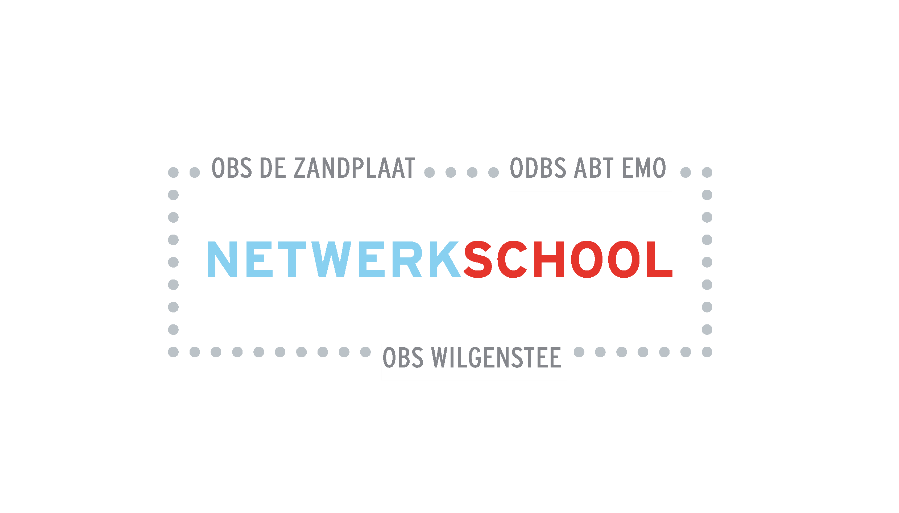 OBS DE ZANDPLAAT ODBS ABT EMO
NETWERKSCHOOL
OBS WILGENSTEE